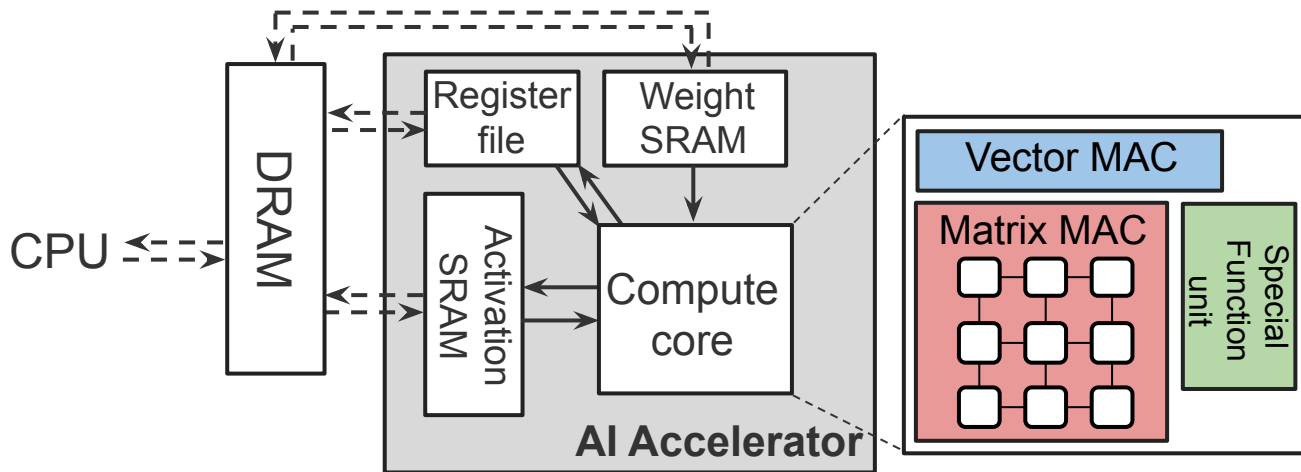 CPU
DRAM
Register
file
Weight
SRAM
Activation
SRAM
Compute
core
AI Accelerator
Vector MAC
Matrix MAC
Special
Function
unit